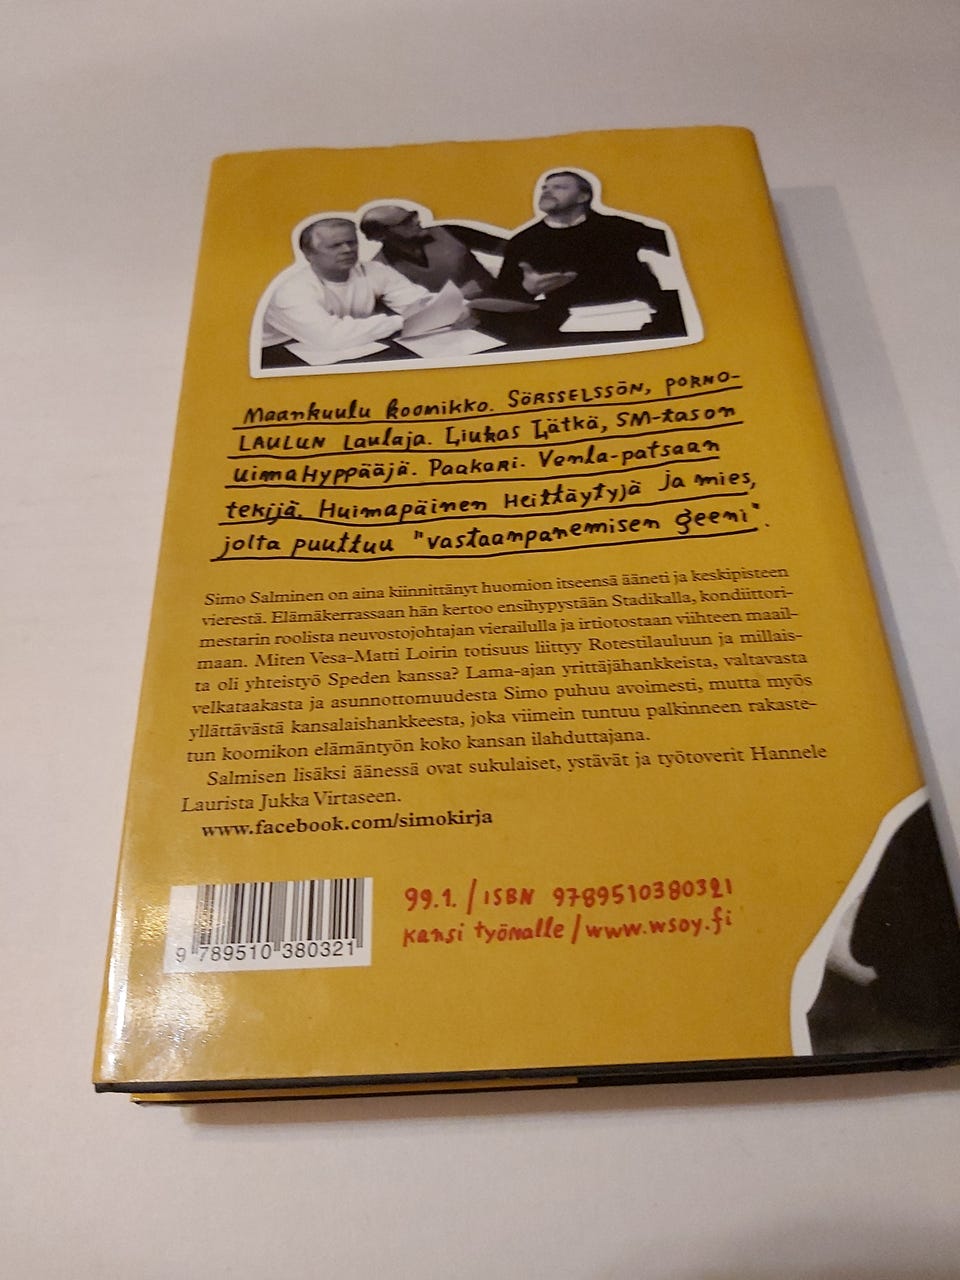 Maankuulu koomikko. SÖRSSELSSÖN, PORNO-
LAULUN Laulaja. Liukas Lätkä, SM-tason
uimaHyppääjä. Paakari. Venla-patsaan
tekijä. Huimapäinen Heittäytyjä ja mies,
jolta puuttuu "vastaanpanemisen geeni".
Simo Salminen on aina kiinnittänyt huomion itseensä ääneti ja keskipisteen
vierestä. Elämäkerrassaan hän kertoo ensihypystään Stadikalla, kondiittori-
mestarin roolista neuvostojohtajan vierailulla ja irtiotostaan viihteen maail-
maan. Miten Vesa-Matti Loirin totisuus liittyy Rotestilauluun ja millais-
ta oli yhteistyö Speden kanssa? Lama-ajan yrittäjähankkeista, valtavasta
velkataakasta ja asunnottomuudesta Simo puhuu avoimesti, mutta myös
yllättävästä kansalaishankkeesta, joka viimein tuntuu palkinneen rakaste-
tun koomikon elämäntyön koko kansan ilahduttajana.
Salmisen lisäksi äänessä ovat sukulaiset, ystävät ja työtoverit Hannele
Laurista Jukka Virtaseen.
www.facebook.com/simokirja
99.1. / ISBN 9789510380321
kansi työmalle / www.wsoy.fi
9 789510 380321